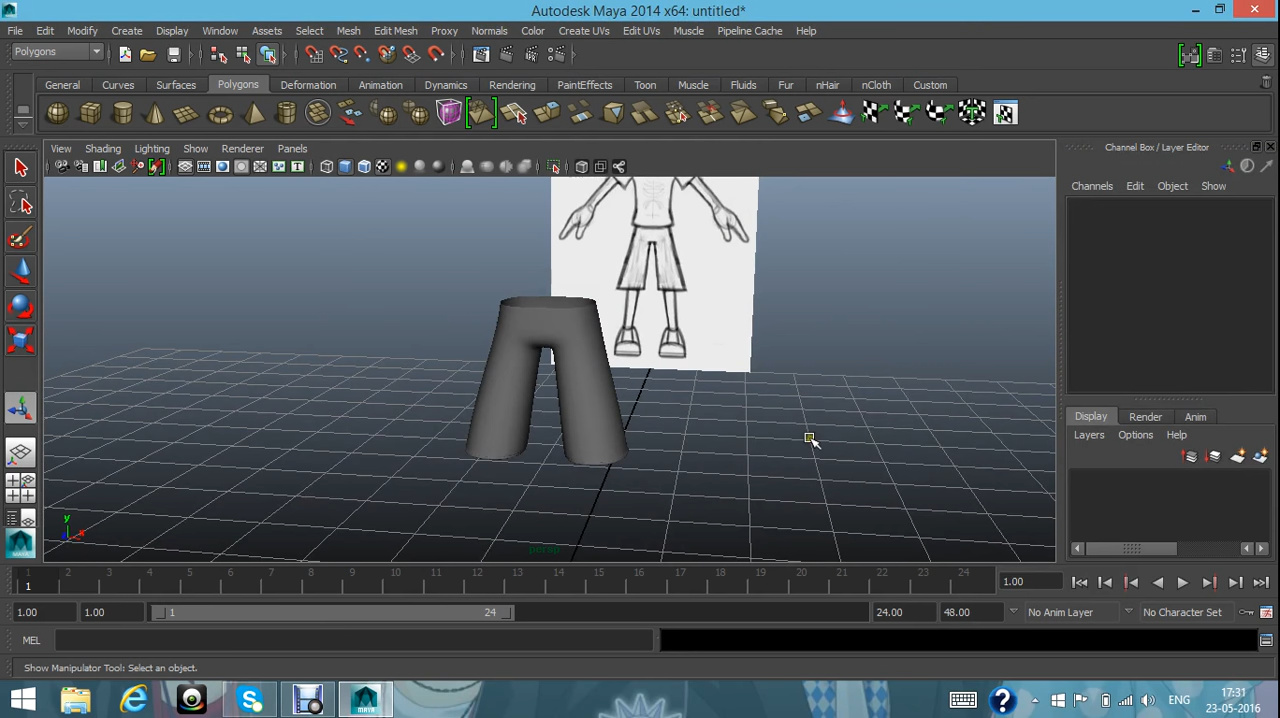 Autodesk Maya 2014 x64: untitled*
File Edit Modify Create Display Window Assets Select Mesh Edit Mesh Proxy Normals Color Create UVs Edit UVs Muscle Pipeline Cache Help
Polygons
General Curves Surfaces Polygons Deformation Animation Dynamics Rendering PaintEffects Toon Muscle Fluids Fur nHair nCloth Custom
View Shading Lighting Show Renderer Panels
Channel Box / Layer Editor
Channels Edit Object Show
persp
y
x
Display Render Anim
Layers Options Help
1 2 3 4 5 6 7 8 9 10 11 12 13 14 15 16 17 18 19 20 21 22 23 24
1
1.00
1.00 1.00 1 24 24.00 48.00 No Anim Layer No Character Set
MEL
Show Manipulator Tool: Select an object.
ENG
17:31
23-05-2016